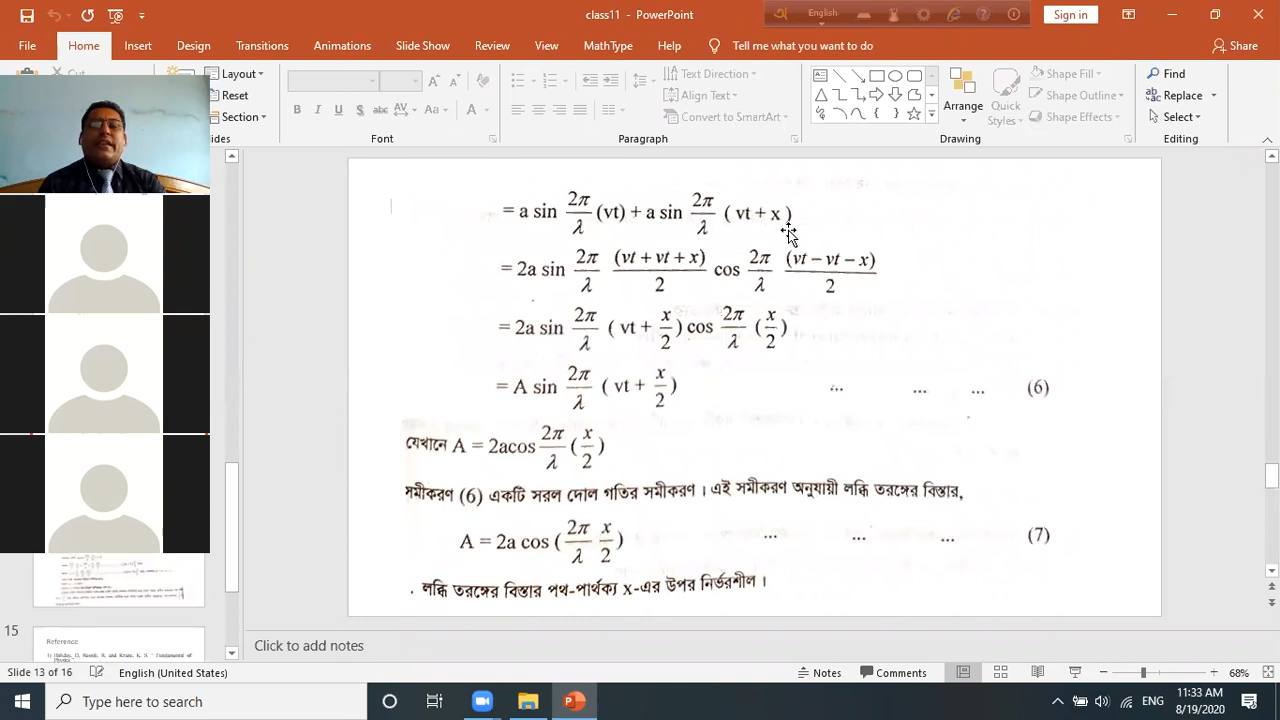 class11 - PowerPoint
English
Sign in
File Home Insert Design Transitions Animations Slide Show Review View MathType Help Tell me what you want to do Share
Cut Layout Text Direction Shape Fill Find
Reset Align Text Arrange Quick Styles Shape Outline Replace
Section B I U S abc AV Aa A Convert to SmartArt Shape Effects Select
Font Paragraph Drawing Editing
= a sin 2π/λ (vt) + a sin 2π/λ ( vt + x )
= 2a sin 2π/λ (vt + vt + x)/2 cos 2π/λ (vt − vt − x)/2
= 2a sin 2π/λ ( vt + x/2 ) cos 2π/λ ( x/2 )
= A sin 2π/λ ( vt + x/2 ) ... ... ... (6)
যেখানে A = 2acos 2π/λ ( x/2 )
সমীকরণ (6) একটি সরল দোল গতির সমীকরণ। এই সমীকরণ অনুযায়ী লব্ধি তরঙ্গের বিস্তার,
A = 2a cos ( 2π/λ x/2 ) ... ... ... (7)
লব্ধি তরঙ্গের বিস্তার পথ-পার্থক্য x-এর উপর নির্ভরশীল।
15
Reference
Click to add notes
Slide 13 of 16 English (United States) Notes Comments 68%
Type here to search ENG 11:33 AM
8/19/2020